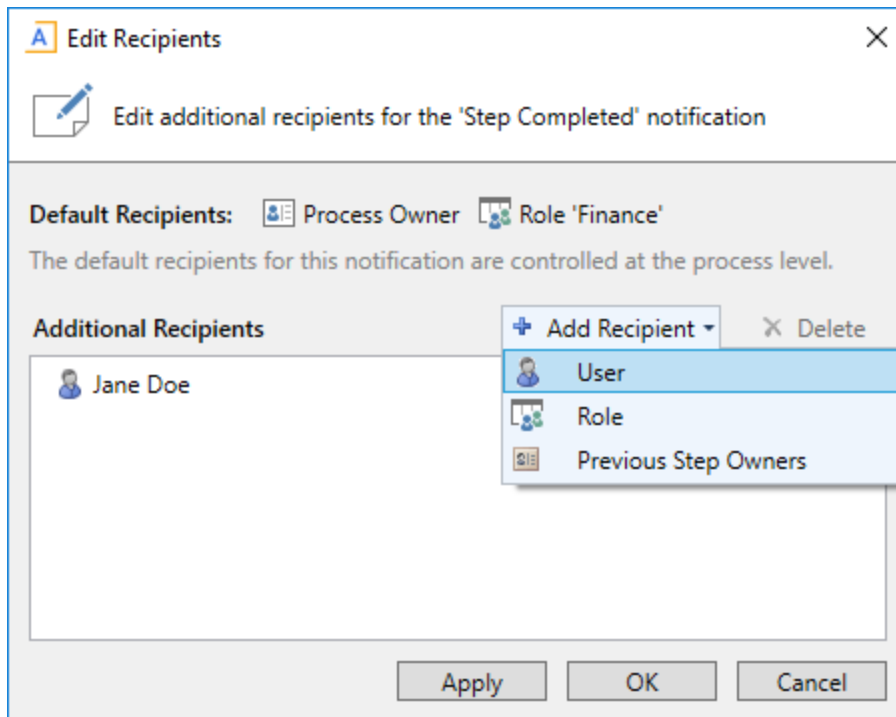 A Edit Recipients
Edit additional recipients for the 'Step Completed' notification
Default Recipients: Process Owner Role 'Finance'
The default recipients for this notification are controlled at the process level.
Additional Recipients Add Recipient Delete
Jane Doe
User
Role
Previous Step Owners
Apply OK Cancel